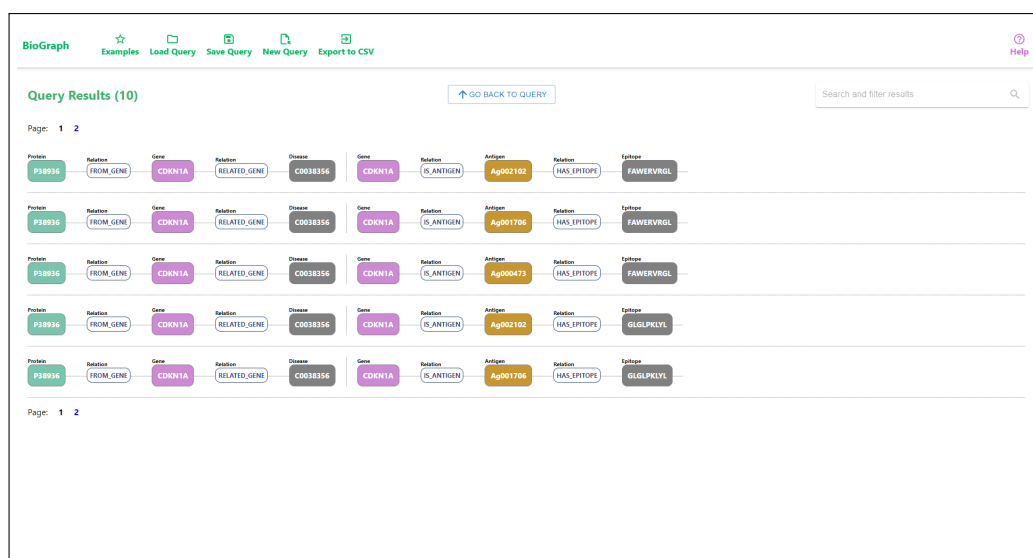 BioGraph
Examples Load Query Save Query New Query Export to CSV
Help
Query Results (10)
GO BACK TO QUERY
Search and filter results
Page: 1 2
Protein Relation Gene Relation Disease Gene Relation Antigen Relation Epitope
P38936 FROM_GENE CDKN1A RELATED_GENE C0038356 CDKN1A IS_ANTIGEN Ag002102 HAS_EPITOPE FAWERVRGL
Protein Relation Gene Relation Disease Gene Relation Antigen Relation Epitope
P38936 FROM_GENE CDKN1A RELATED_GENE C0038356 CDKN1A IS_ANTIGEN Ag001706 HAS_EPITOPE FAWERVRGL
Protein Relation Gene Relation Disease Gene Relation Antigen Relation Epitope
P38936 FROM_GENE CDKN1A RELATED_GENE C0038356 CDKN1A IS_ANTIGEN Ag000473 HAS_EPITOPE FAWERVRGL
Protein Relation Gene Relation Disease Gene Relation Antigen Relation Epitope
P38936 FROM_GENE CDKN1A RELATED_GENE C0038356 CDKN1A IS_ANTIGEN Ag002102 HAS_EPITOPE GLGLPKLYL
Protein Relation Gene Relation Disease Gene Relation Antigen Relation Epitope
P38936 FROM_GENE CDKN1A RELATED_GENE C0038356 CDKN1A IS_ANTIGEN Ag001706 HAS_EPITOPE GLGLPKLYL
Page: 1 2